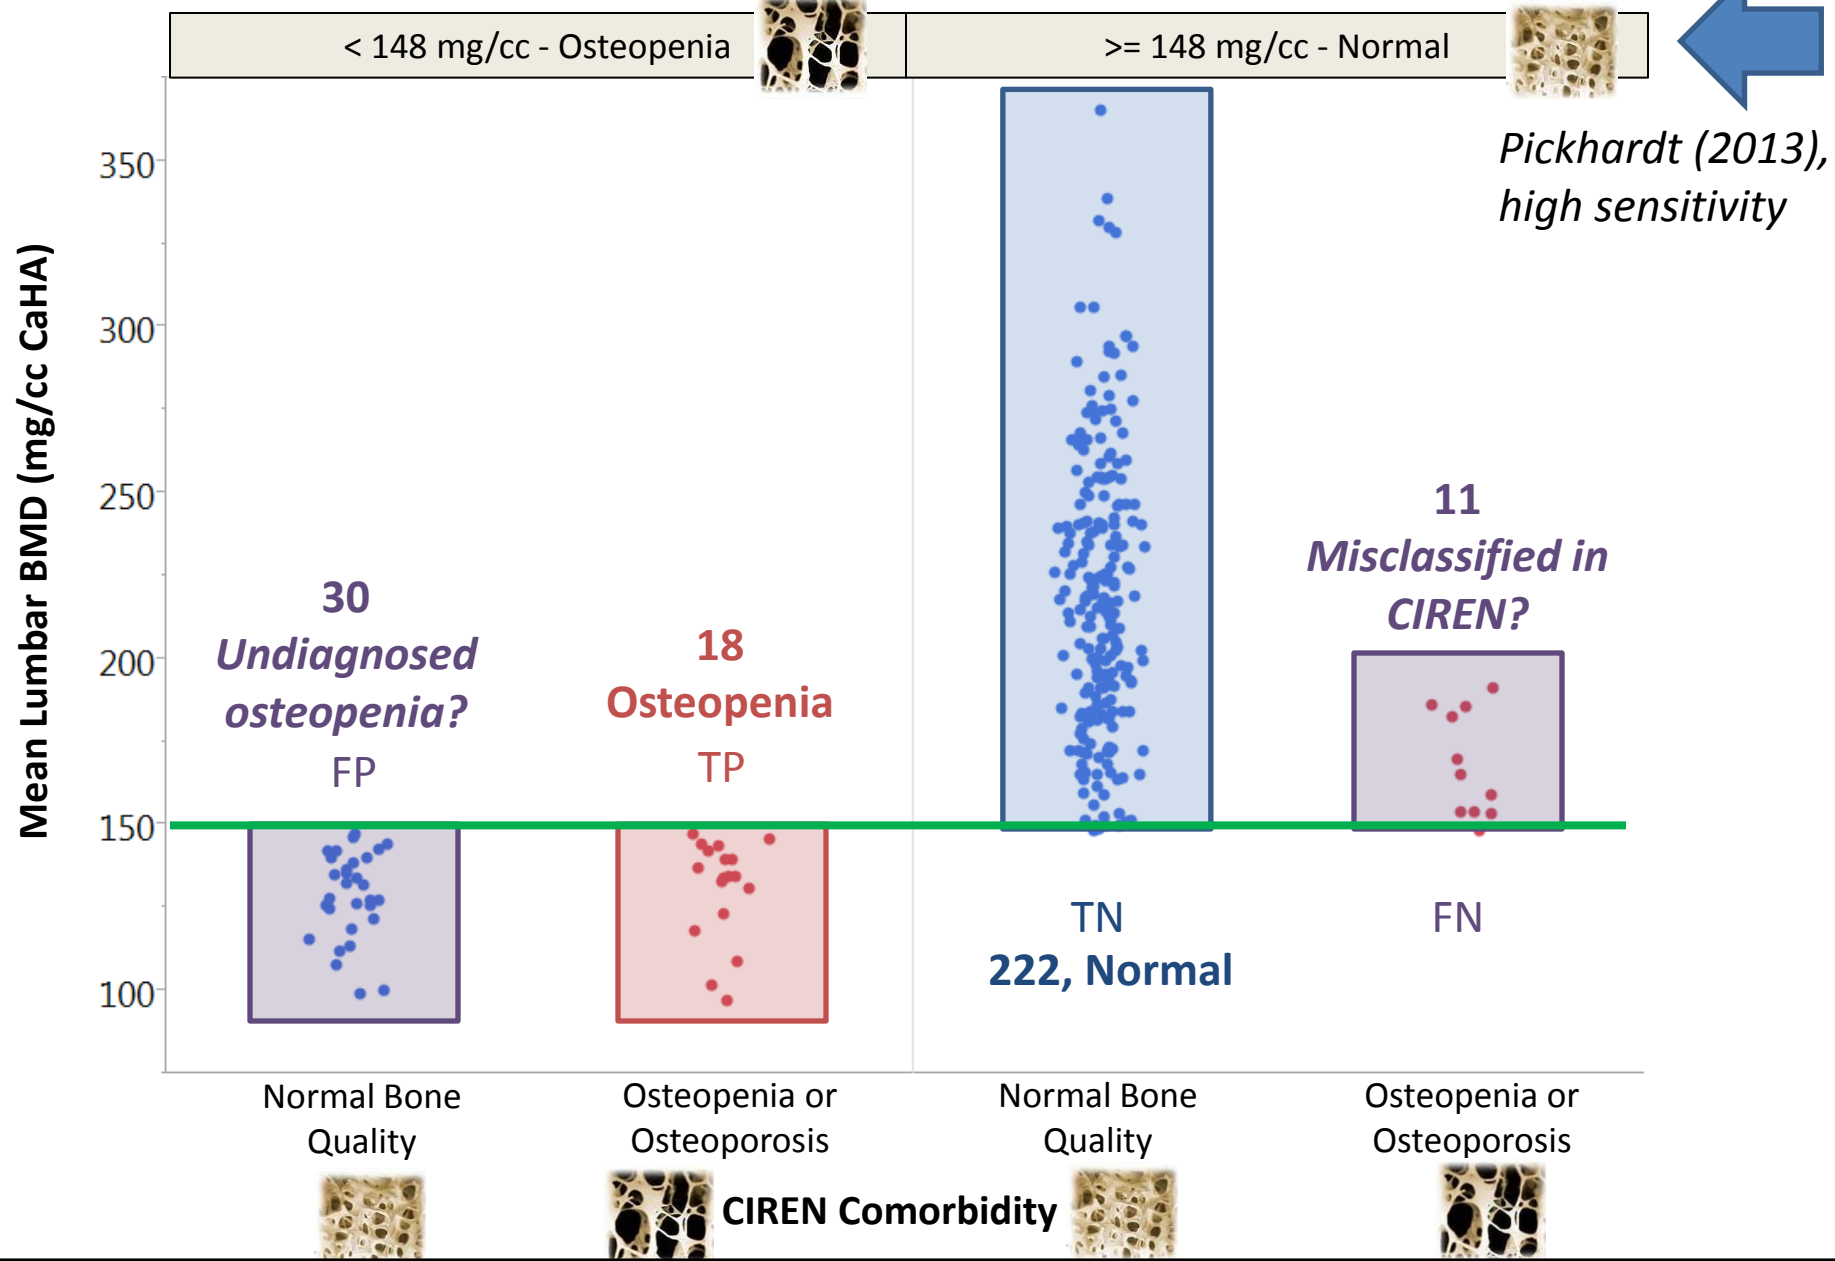 < 148 mg/cc - Osteopenia
>= 148 mg/cc - Normal
Pickhardt (2013),
high sensitivity
Mean Lumbar BMD (mg/cc CaHA)
350
300
250
200
150
100
30
Undiagnosed
osteopenia?
FP
18
Osteopenia
TP
TN
222, Normal
11
Misclassified in
CIREN?
FN
Normal Bone
Quality
Osteopenia or
Osteoporosis
Normal Bone
Quality
Osteopenia or
Osteoporosis
CIREN Comorbidity